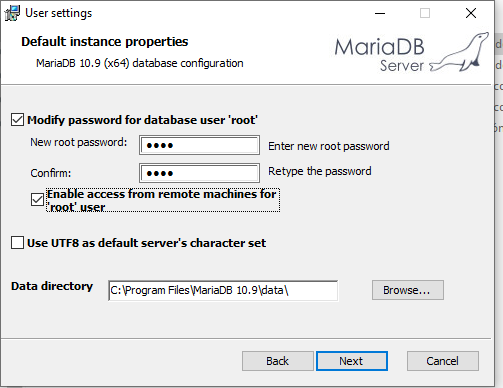 User settings
Default instance properties
MariaDB 10.9 (x64) database configuration
MariaDB
Server
Modify password for database user 'root'
New root password: •••• Enter new root password
Confirm: •••• Retype the password
Enable access from remote machines for
'root' user
Use UTF8 as default server's character set
Data directory C:\Program Files\MariaDB 10.9\data\ Browse...
Back Next Cancel